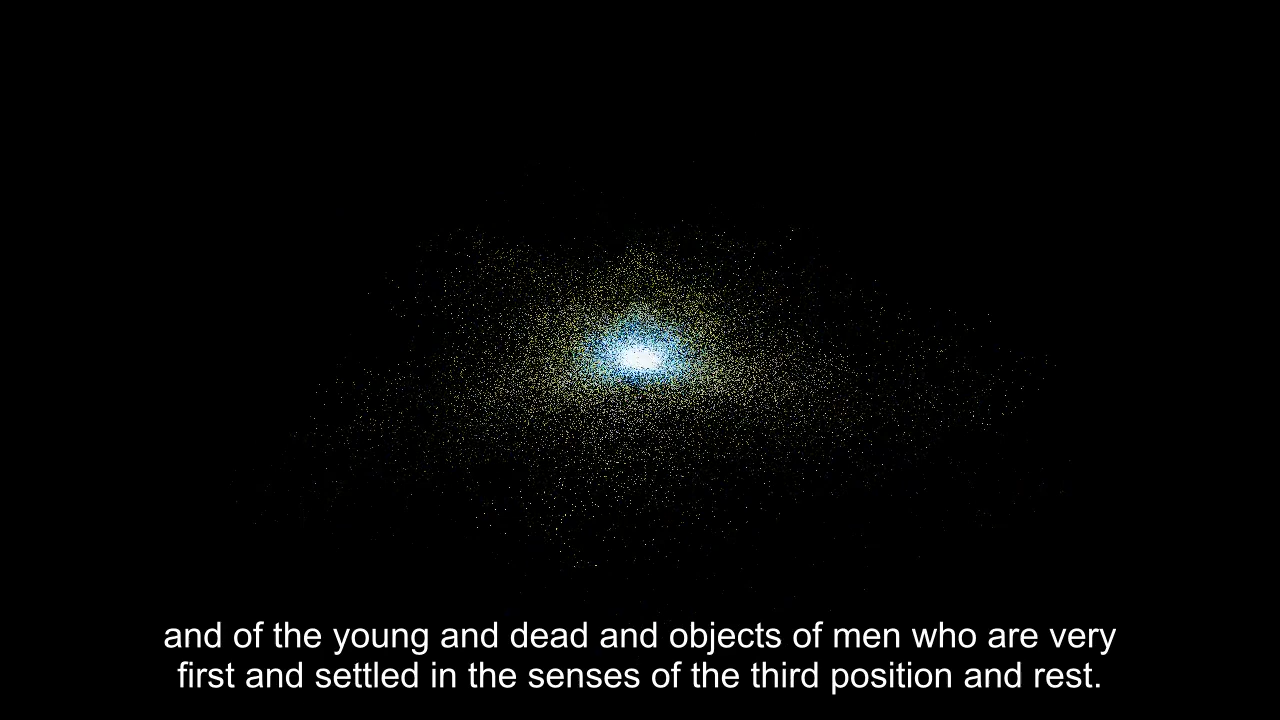 and of the young and dead and objects of men who are very
first and settled in the senses of the third position and rest.